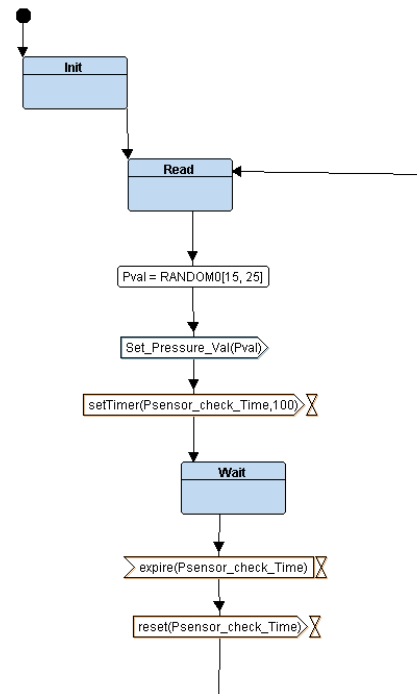 Init
Read
Pval = RANDOM0[15, 25]
Set_Pressure_Val(Pval)
setTimer(Psensor_check_Time,100)
Wait
expire(Psensor_check_Time)
reset(Psensor_check_Time)